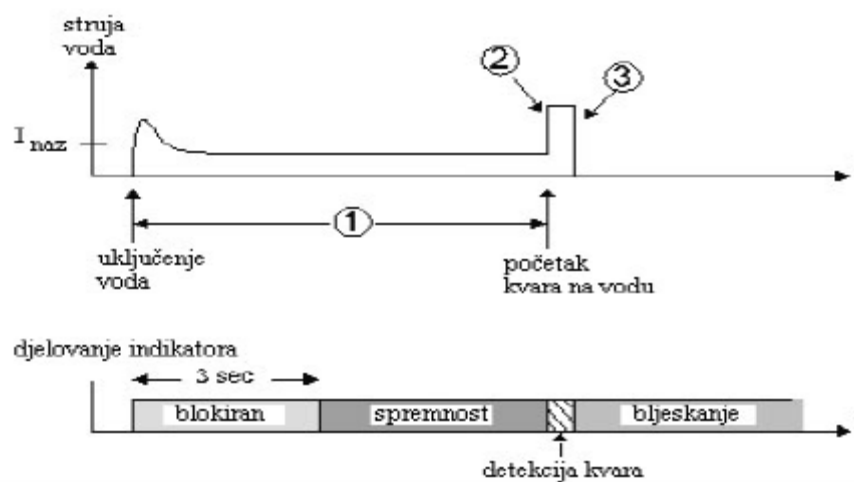 struja
voda
I naz
②
③
①
uključenje
voda
početak
kvara na vodu
djelovanje indikatora
3 sec
blokiran
spremnost
bljeskanje
detekcija kvara